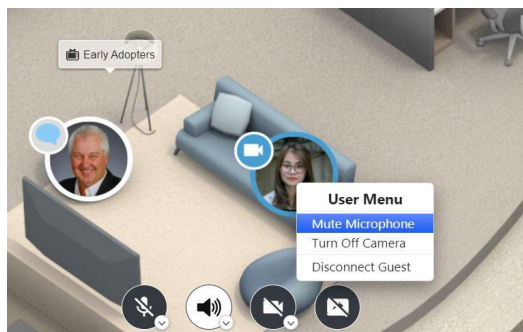 Early Adopters
User Menu
Mute Microphone
Turn Off Camera
Disconnect Guest